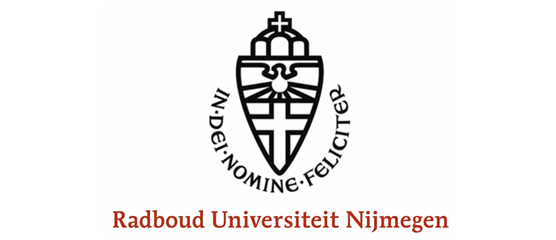 IN·DEI·NOMINE·FELICITER
Radboud Universiteit Nijmegen